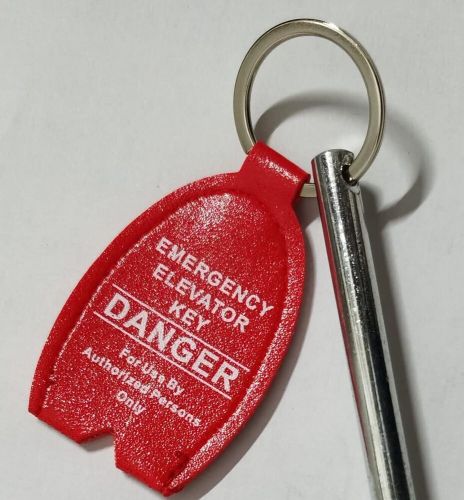 EMERGENCY
ELEVATOR
KEY
DANGER
For Use By
Authorized Persons
Only